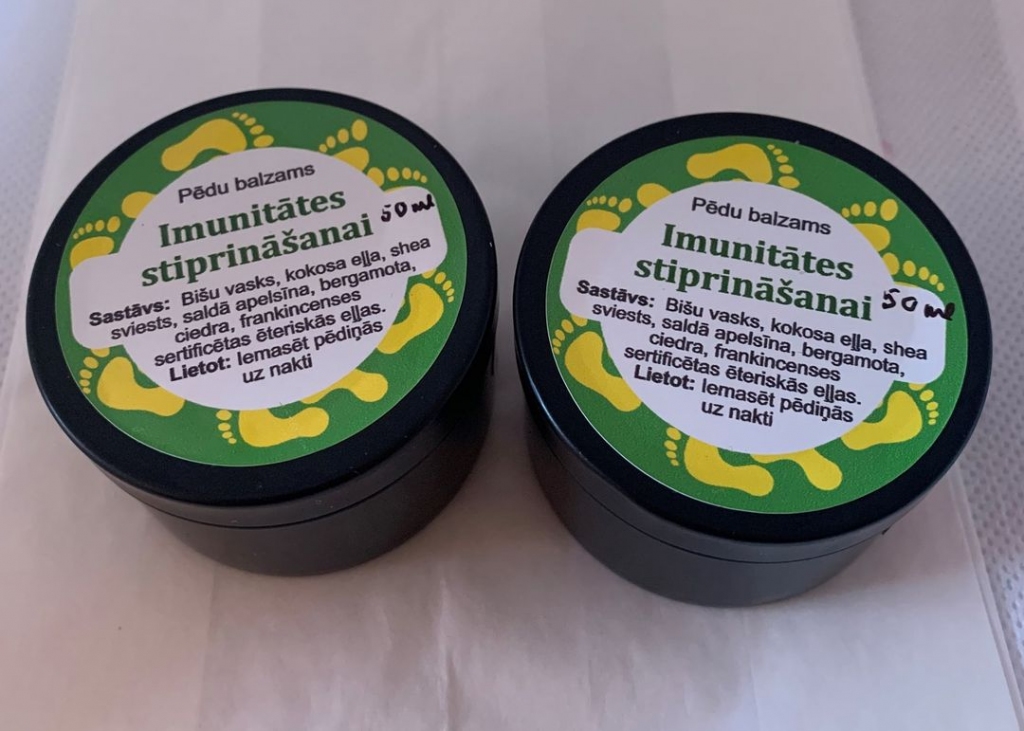 Pēdu balzams
Imunitātes
stiprināšanai 50 ml
Sastāvs: Bišu vasks, kokosa eļļa, shea
sviests, saldā apelsīna, bergamota,
ciedra, frankincenses
sertificētas ēteriskās eļļas.
Lietot: Iemasēt pēdiņās
uz nakti
Pēdu balzams
Imunitātes
stiprināšanai 50 ml
Sastāvs: Bišu vasks, kokosa eļļa, shea
sviests, saldā apelsīna, bergamota,
ciedra, frankincenses
sertificētas ēteriskās eļļas.
Lietot: Iemasēt pēdiņās
uz nakti